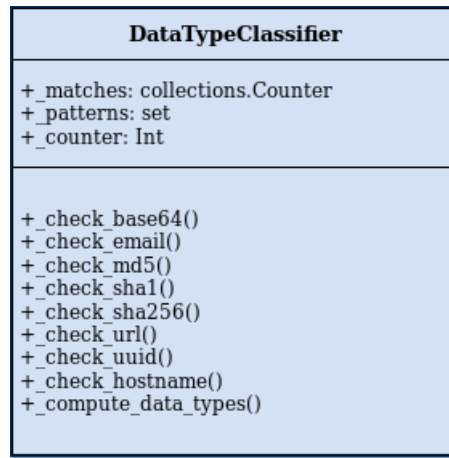 DataTypeClassifier
+_matches: collections.Counter
+_patterns: set
+_counter: Int
+_check_base64()
+_check_email()
+_check_md5()
+_check_sha1()
+_check_sha256()
+_check_url()
+_check_uuid()
+_check_hostname()
+_compute_data_types()